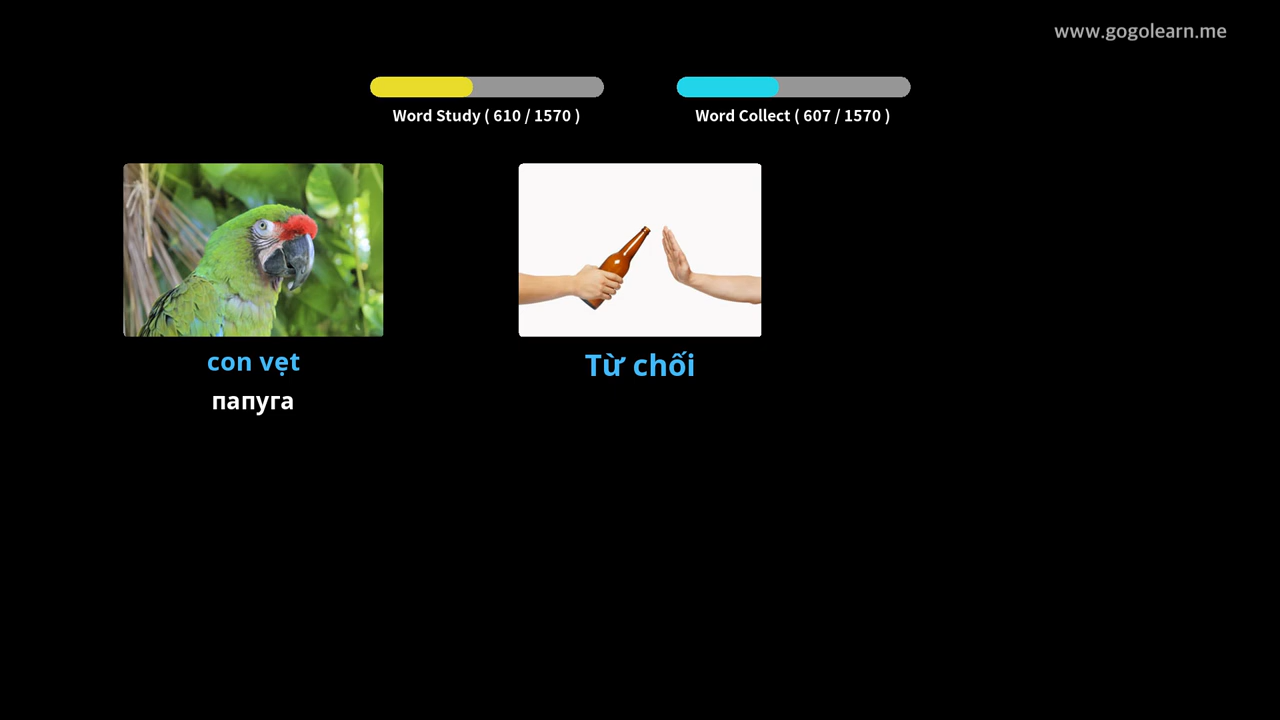 www.gogolearn.me
Word Study ( 610 / 1570 )
Word Collect ( 607 / 1570 )
con vẹt
папуга
Từ chối